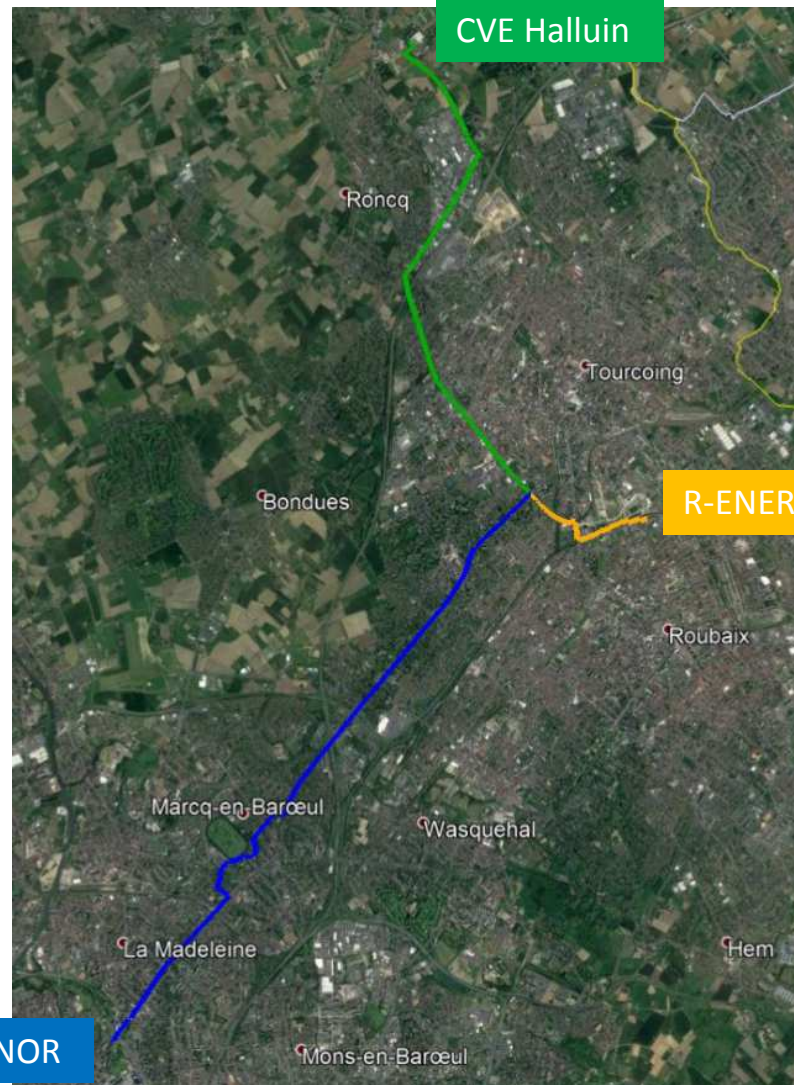 CVE Halluin
Roncq
Tourcoing
Bondues
R-ENER
Roubaix
Marcq-en-Barœul
Wasquehal
La Madeleine
Hem
NOR
Mons-en-Barœul